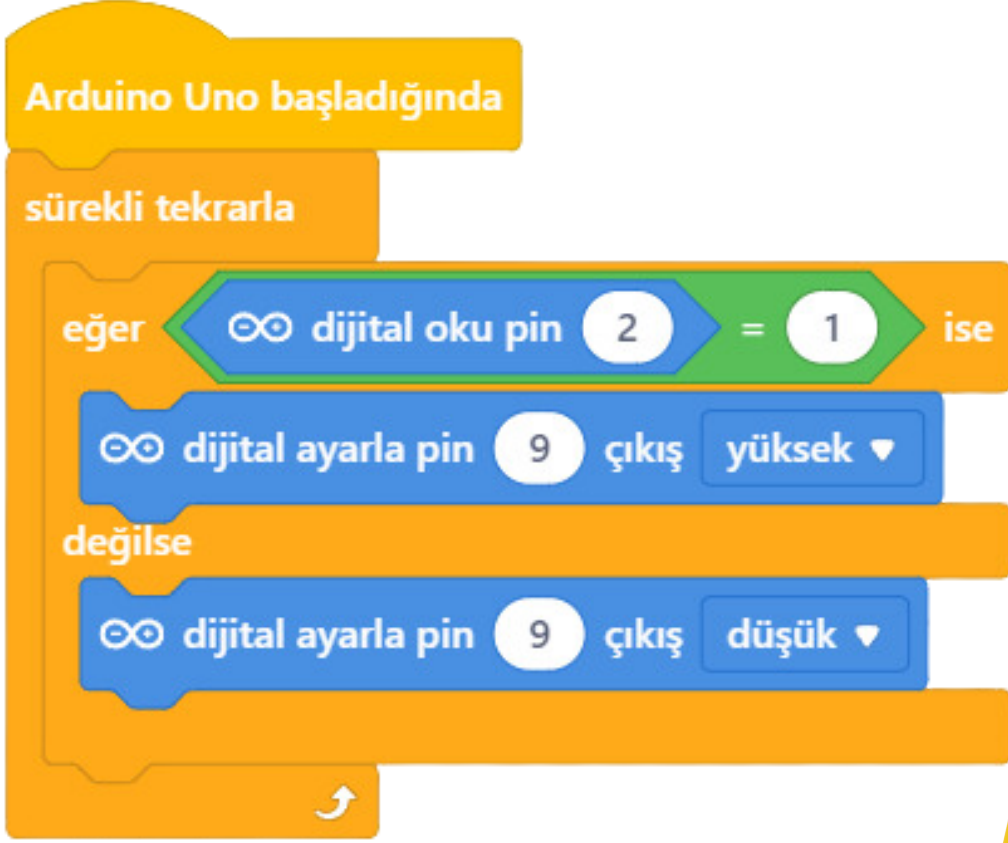 Arduino Uno başladığında
sürekli tekrarla
eğer dijital oku pin 2 = 1 ise
dijital ayarla pin 9 çıkış yüksek
değilse
dijital ayarla pin 9 çıkış düşük